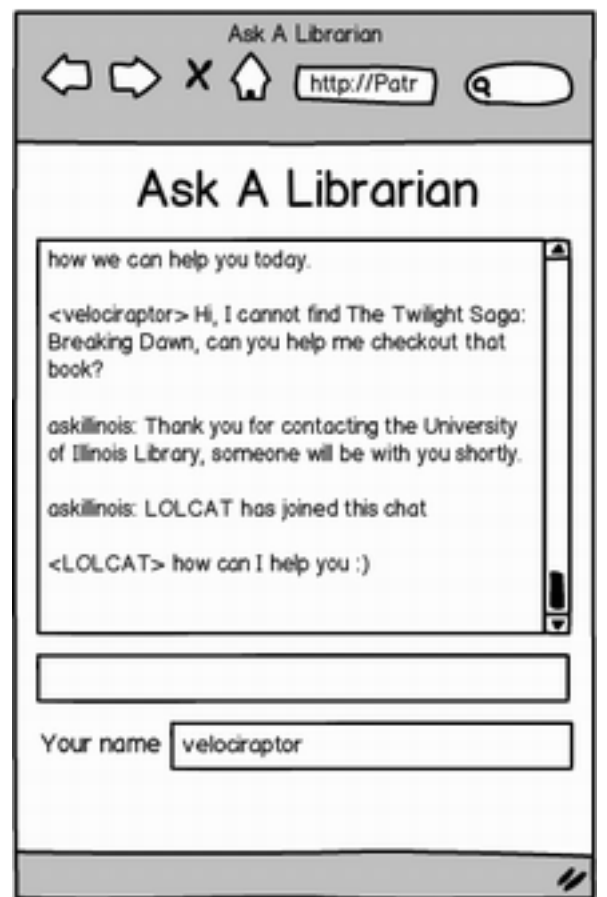 Ask A Librarian
http://Patr
Ask A Librarian
how we can help you today.
<velociraptor> Hi, I cannot find The Twilight Saga:
Breaking Dawn, can you help me checkout that
book?
askillinois: Thank you for contacting the University
of Illinois Library, someone will be with you shortly.
askillinois: LOLCAT has joined this chat
<LOLCAT> how can I help you :)
Your name velociraptor